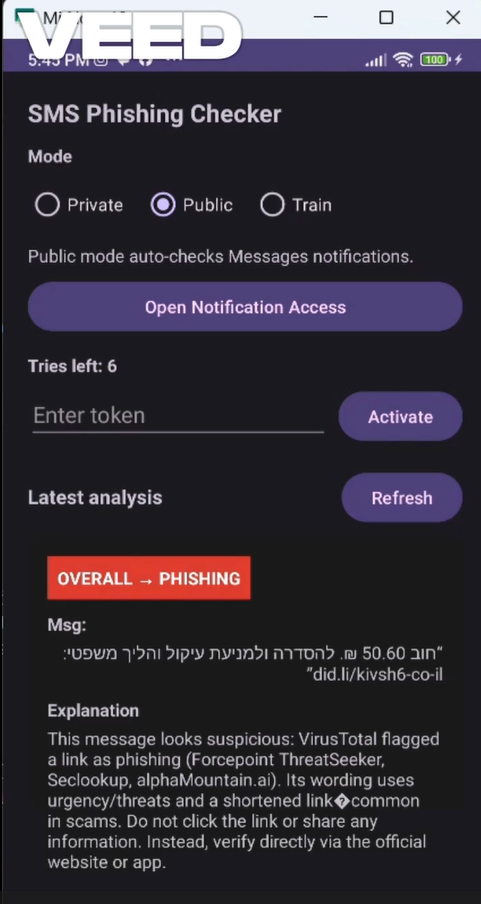 VEED
5:45 PM
100
SMS Phishing Checker
Mode
Private Public Train
Public mode auto-checks Messages notifications.
Open Notification Access
Tries left: 6
Enter token Activate
Latest analysis Refresh
OVERALL → PHISHING
Msg:
"חוב 50.60 ₪. להסדרה ולמניעת עיקול והליך משפטי:
did.li/kivsh6-co-il"
Explanation
This message looks suspicious: VirusTotal flagged
a link as phishing (Forcepoint ThreatSeeker,
Seclookup, alphaMountain.ai). Its wording uses
urgency/threats and a shortened link�common
in scams. Do not click the link or share any
information. Instead, verify directly via the official
website or app.